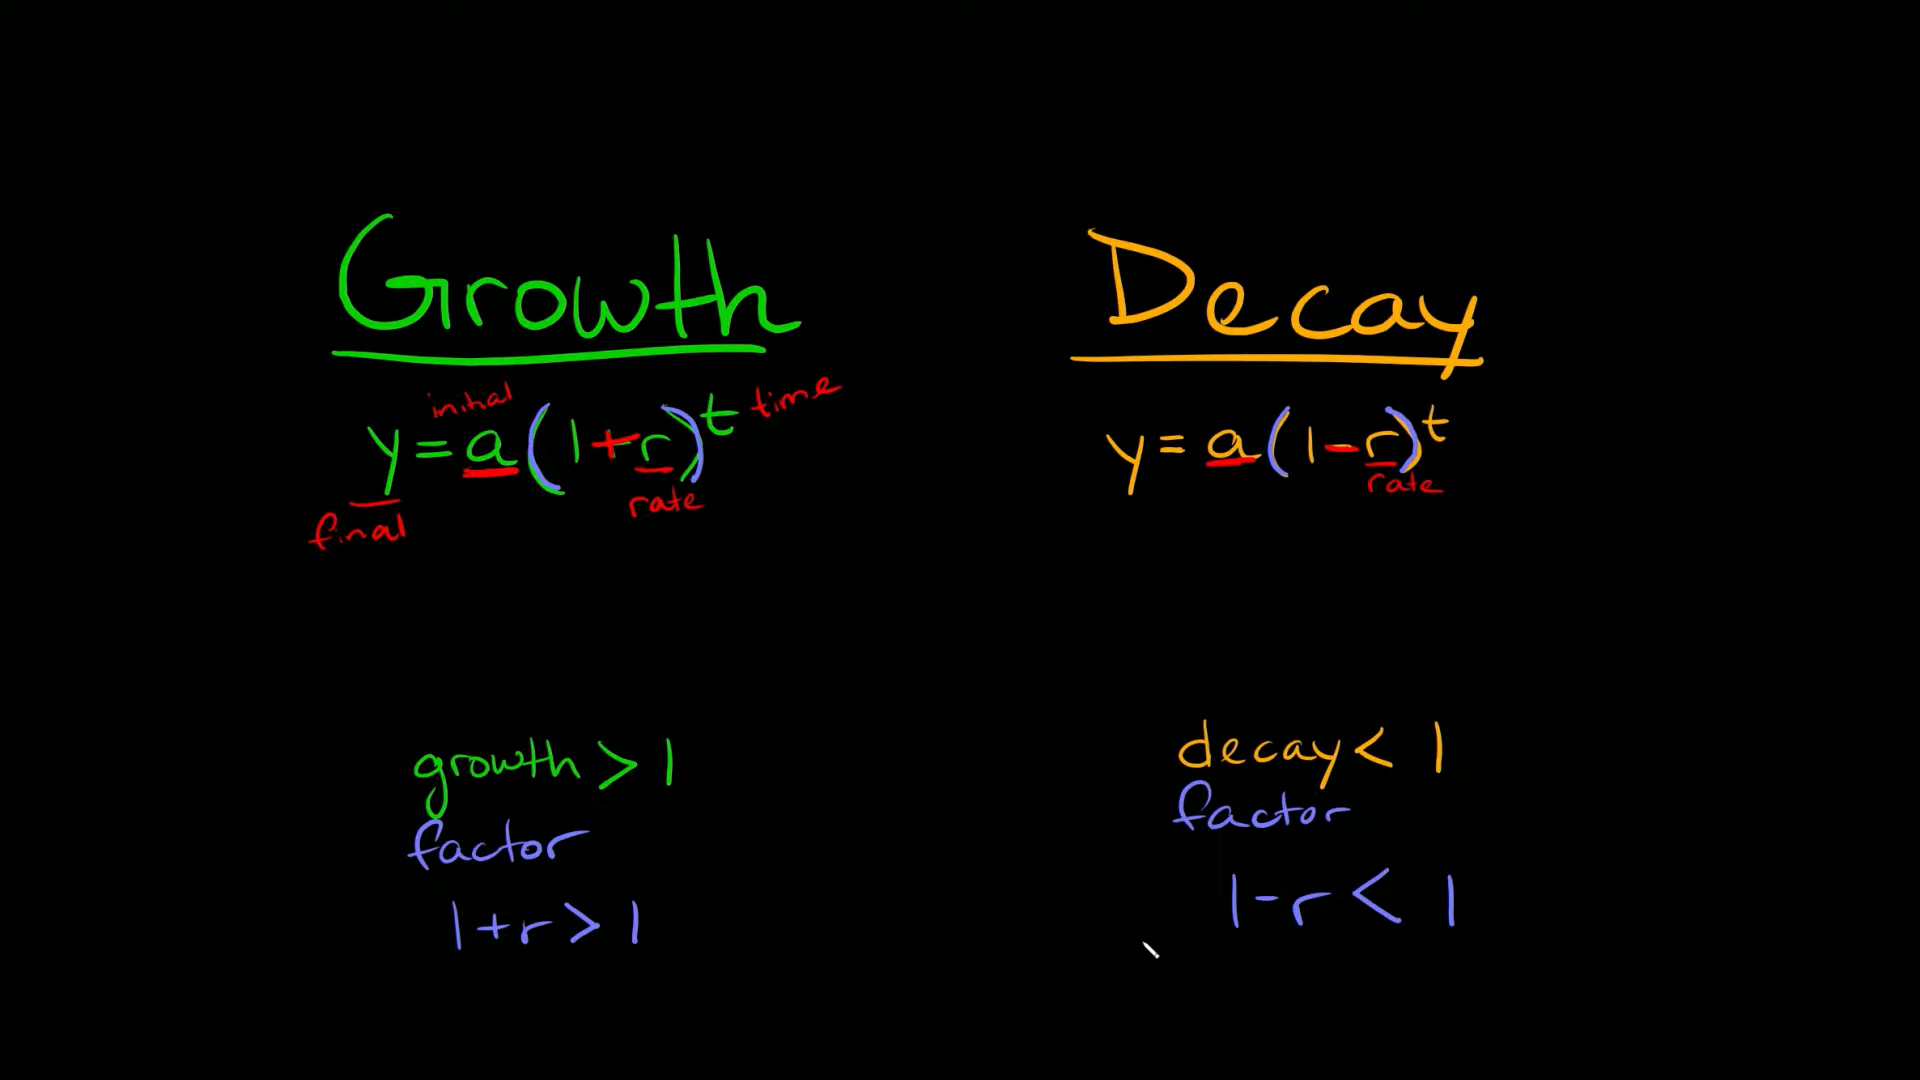 Growth
initial
y = a(1+r)^t time
rate
final
growth > 1
factor
1+r > 1
Decay
y = a(1-r)^t
rate
decay < 1
factor
1-r < 1